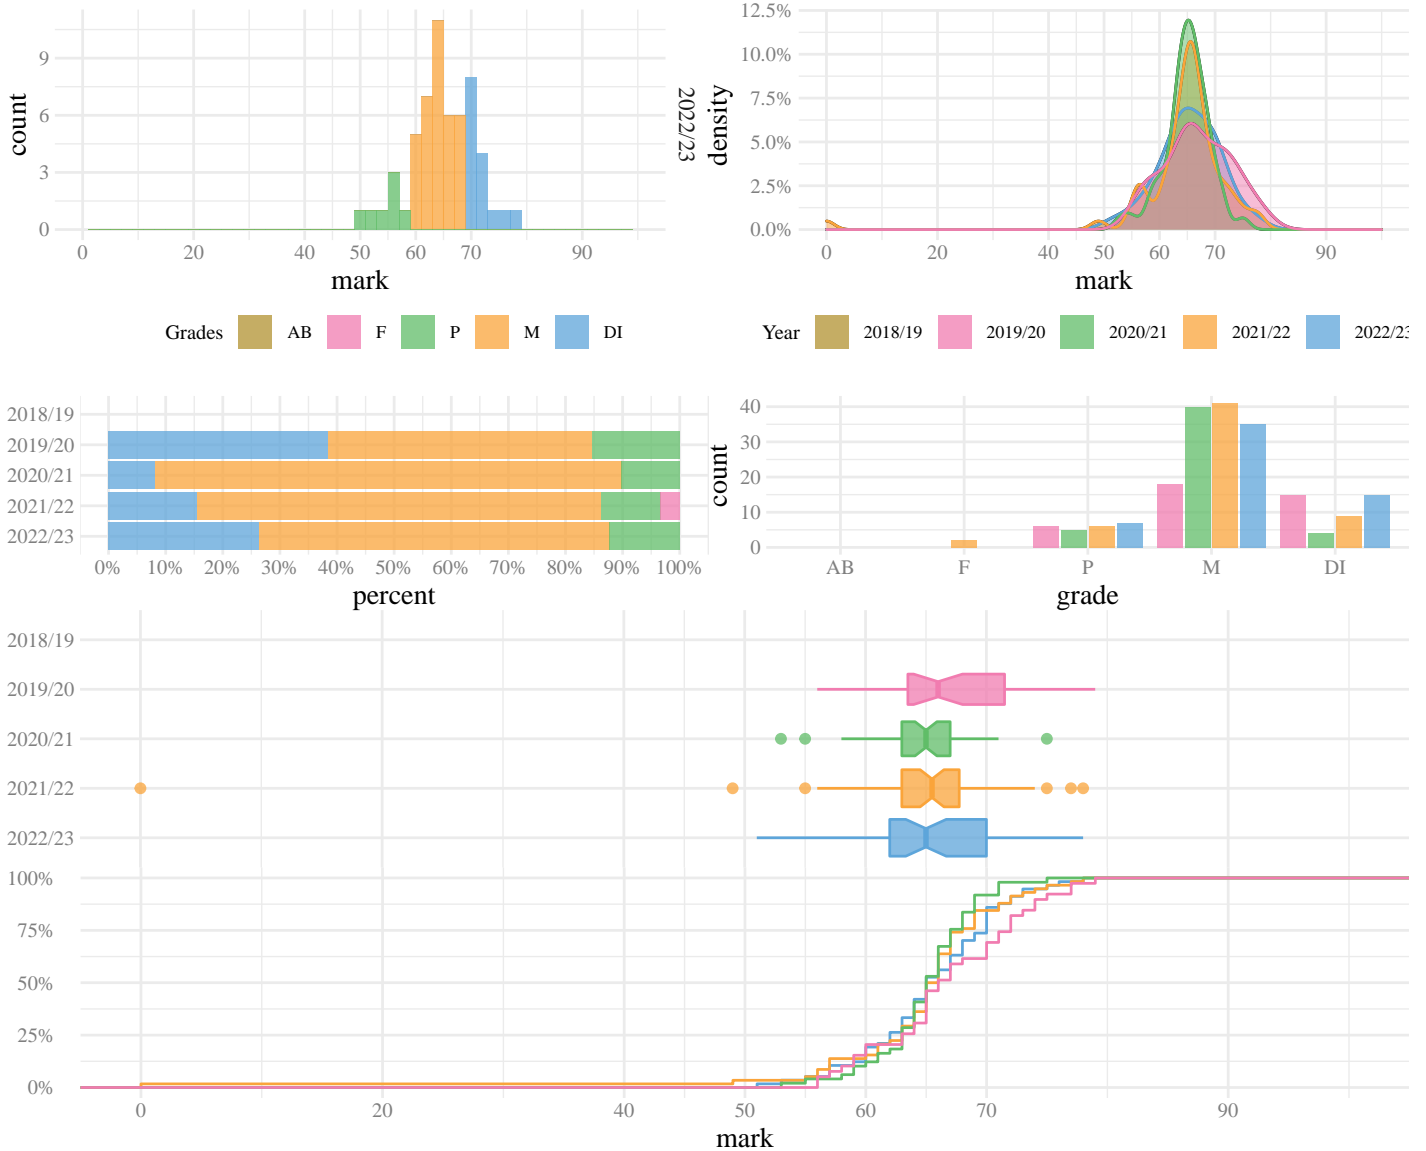 9
6
3
0
count
0 20 40 50 60 70 90
mark
2022/23
12.5%
10.0%
7.5%
5.0%
2.5%
0.0%
density
0 20 40 50 60 70 90
mark
Grades AB F P M DI
Year 2018/19 2019/20 2020/21 2021/22 2022/23
2018/19
2019/20
2020/21
2021/22
2022/23
0% 10% 20% 30% 40% 50% 60% 70% 80% 90% 100%
percent
40
30
20
10
0
count
AB F P M DI
grade
2018/19
2019/20
2020/21
2021/22
2022/23
100%
75%
50%
25%
0%
0 20 40 50 70 90
mark